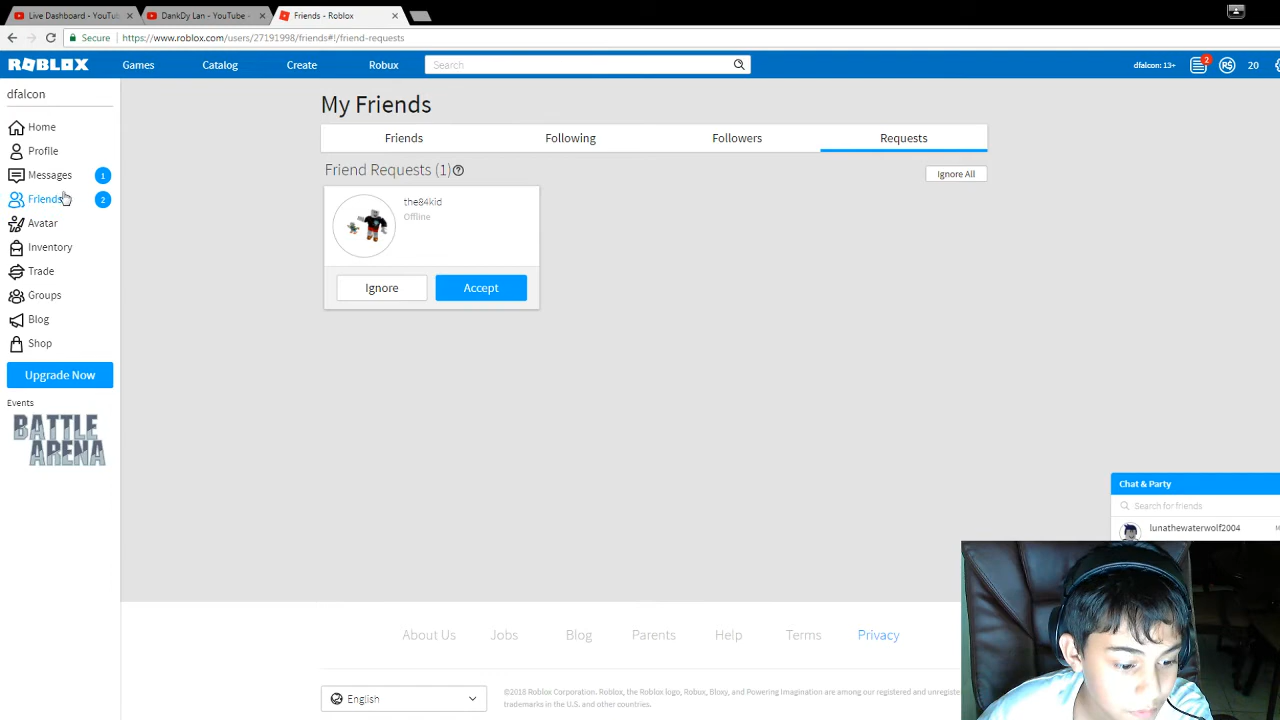 Live Dashboard - YouTu
DankDy Lan - YouTube -
Friends - Roblox
Secure
https://www.roblox.com/users/27191998/friends#!/friend-requests
ROBLOX
Games
Catalog
Create
Robux
Search
dfalcon: 13+
2
R$
20
dfalcon
Home
Profile
Messages 1
Friends 2
Avatar
Inventory
Trade
Groups
Blog
Shop
Upgrade Now
Events
BATTLE
ARENA
My Friends
Friends
Following
Followers
Requests
Friend Requests (1)
Ignore All
the84kid
Offline
Ignore
Accept
Chat & Party
Search for friends
lunathewaterwolf2004
About Us
Jobs
Blog
Parents
Help
Terms
Privacy
English
©2018 Roblox Corporation. Roblox, the Roblox logo, Robux, Bloxy, and Powering Imagination are among our registered and unregiste
trademarks in the U.S. and other countries.